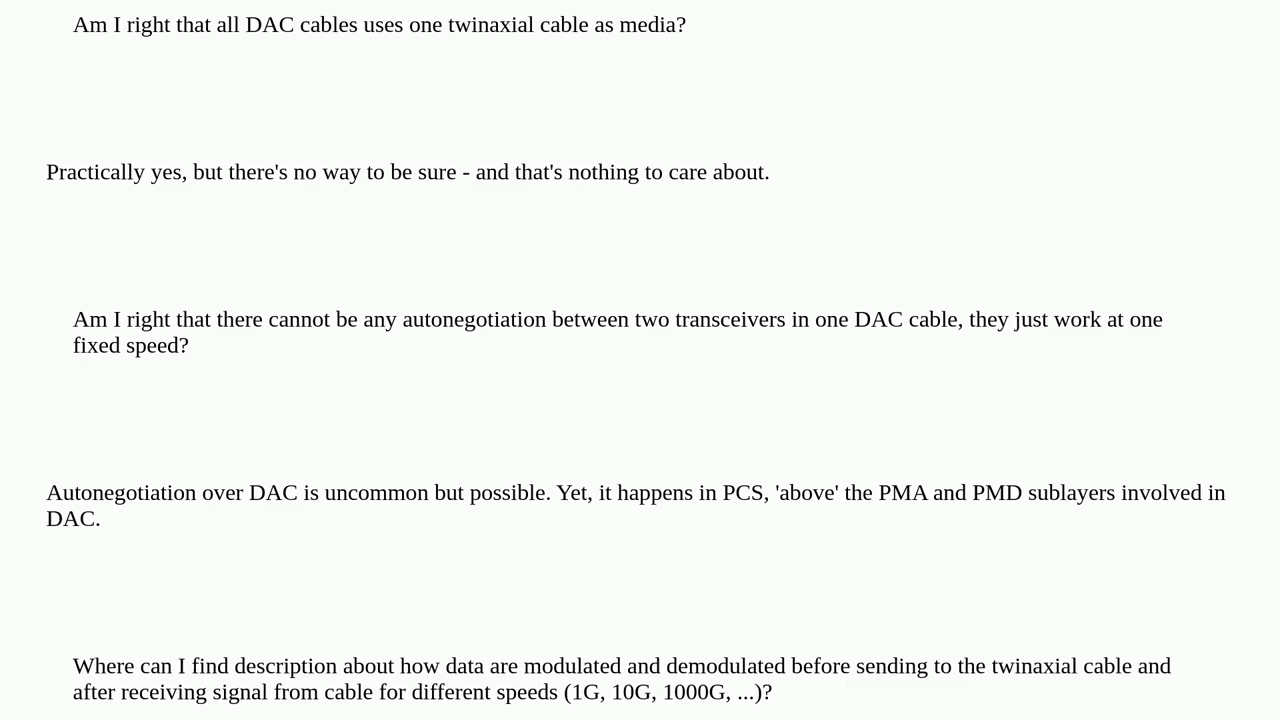 Am I right that all DAC cables uses one twinaxial cable as media?
Practically yes, but there's no way to be sure - and that's nothing to care about.
Am I right that there cannot be any autonegotiation between two transceivers in one DAC cable, they just work at one
fixed speed?
Autonegotiation over DAC is uncommon but possible. Yet, it happens in PCS, 'above' the PMA and PMD sublayers involved in
DAC.
Where can I find description about how data are modulated and demodulated before sending to the twinaxial cable and
after receiving signal from cable for different speeds (1G, 10G, 1000G, ...)?